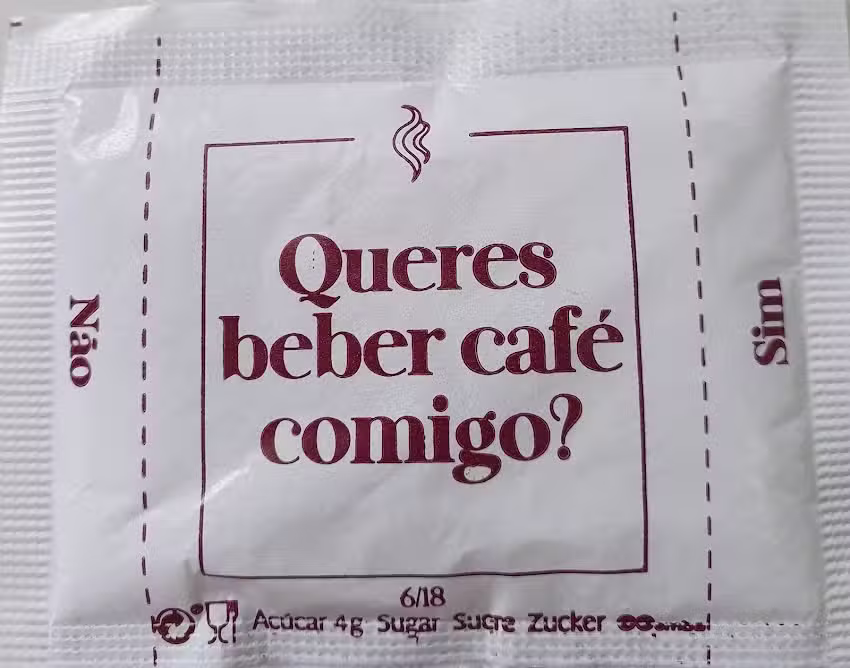 Queres
beber café
comigo?
Não
Sim
6/18
Açúcar 4g Sugar Sucre Zucker